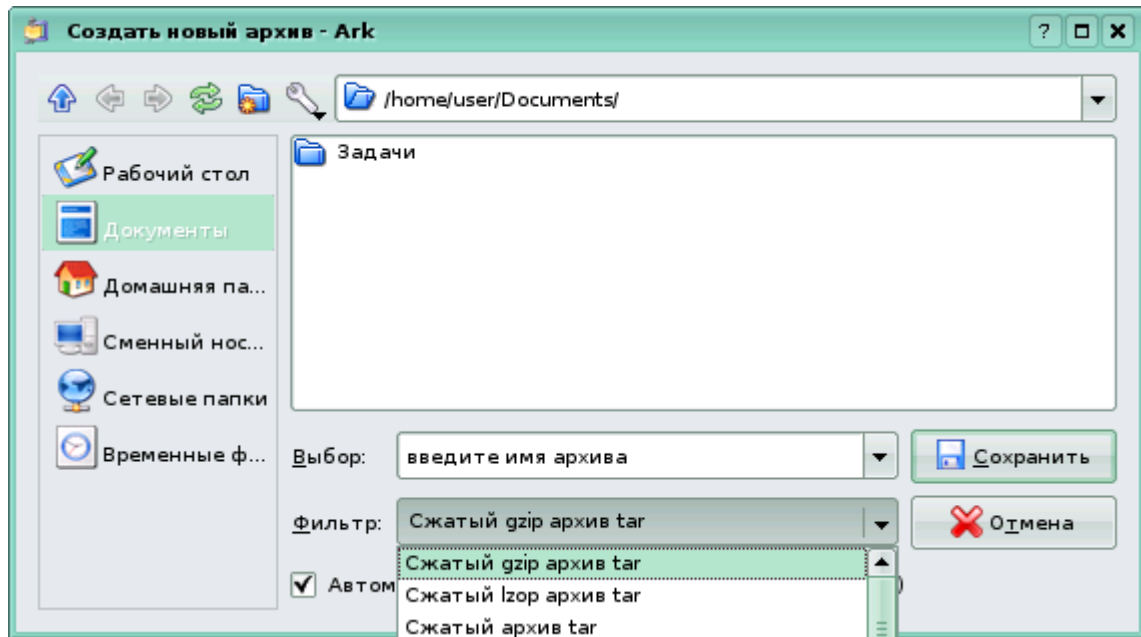 Создать новый архив - Ark
/home/user/Documents/
Рабочий стол
Документы
Домашняя па...
Сменный нос...
Сетевые папки
Временные ф...
Задачи
Выбор:
введите имя архива
Сохранить
Фильтр:
Сжатый gzip архив tar
Отмена
Сжатый gzip архив tar
Сжатый lzop архив tar
Сжатый архив tar
Автом